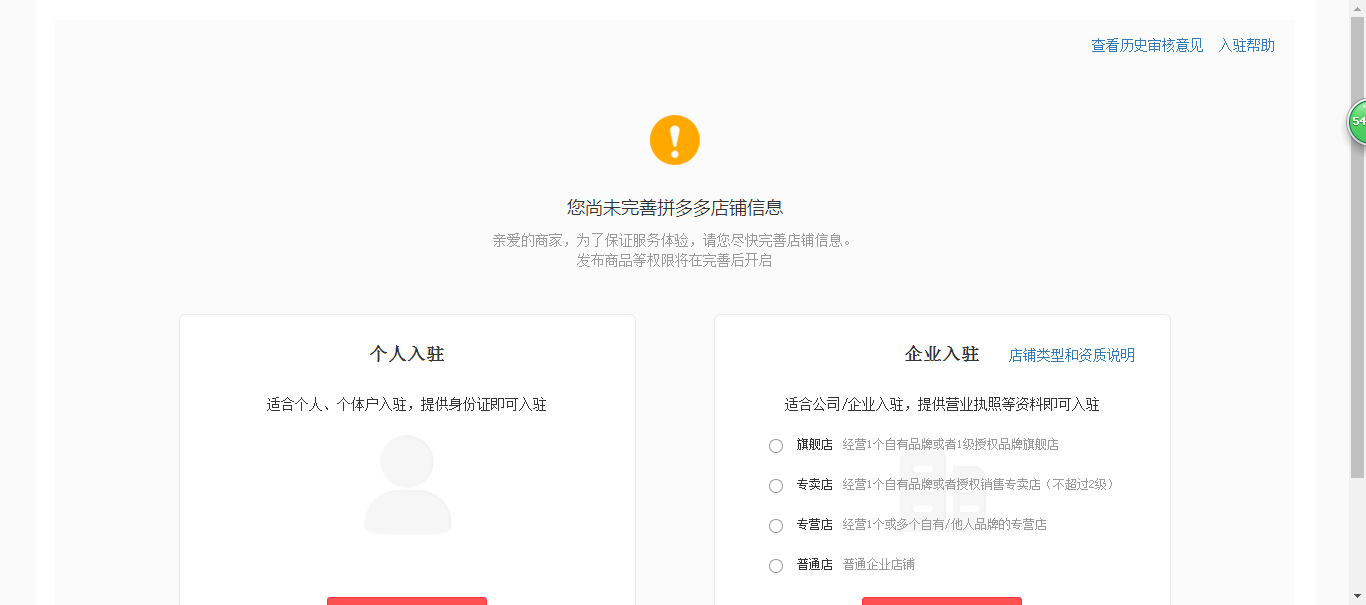 查看历史审核意见 入驻帮助
54
您尚未完善拼多多店铺信息
亲爱的商家，为了保证服务体验，请您尽快完善店铺信息。
发布商品等权限将在完善后开启
个人入驻
适合个人、个体户入驻，提供身份证即可入驻
企业入驻 店铺类型和资质说明
适合公司/企业入驻，提供营业执照等资料即可入驻
旗舰店 经营1个自有品牌或者1级授权品牌旗舰店
专卖店 经营1个自有品牌或者授权销售专卖店（不超过2级）
专营店 经营1个或多个自有/他人品牌的专营店
普通店 普通企业店铺